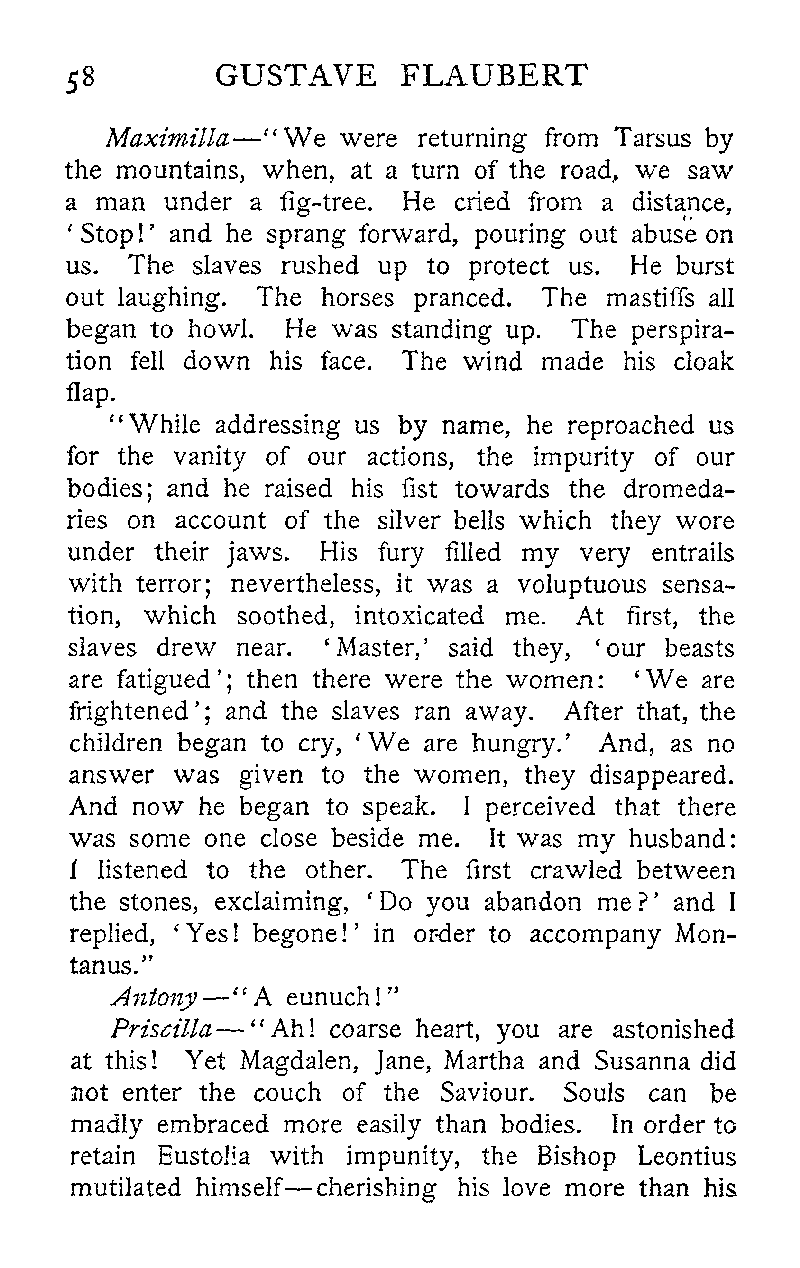 58 GUSTAVE FLAUBERT
Maximilla—“We were returning from Tarsus by
the mountains, when, at a turn of the road, we saw
a man under a fig-tree. He cried from a distance,
‘Stop!’ and he sprang forward, pouring out abuse on
us. The slaves rushed up to protect us. He burst
out laughing. The horses pranced. The mastiffs all
began to howl. He was standing up. The perspira-
tion fell down his face. The wind made his cloak
flap.
“While addressing us by name, he reproached us
for the vanity of our actions, the impurity of our
bodies; and he raised his fist towards the dromeda-
ries on account of the silver bells which they wore
under their jaws. His fury filled my very entrails
with terror; nevertheless, it was a voluptuous sensa-
tion, which soothed, intoxicated me. At first, the
slaves drew near. ‘Master,’ said they, ‘our beasts
are fatigued’; then there were the women: ‘We are
frightened’; and the slaves ran away. After that, the
children began to cry, ‘We are hungry.’ And, as no
answer was given to the women, they disappeared.
And now he began to speak. I perceived that there
was some one close beside me. It was my husband:
I listened to the other. The first crawled between
the stones, exclaiming, ‘Do you abandon me?’ and I
replied, ‘Yes! begone!’ in order to accompany Mon-
tanus.”
Antony—“A eunuch!”
Priscilla—“Ah! coarse heart, you are astonished
at this! Yet Magdalen, Jane, Martha and Susanna did
not enter the couch of the Saviour. Souls can be
madly embraced more easily than bodies. In order to
retain Eustolia with impunity, the Bishop Leontius
mutilated himself—cherishing his love more than his